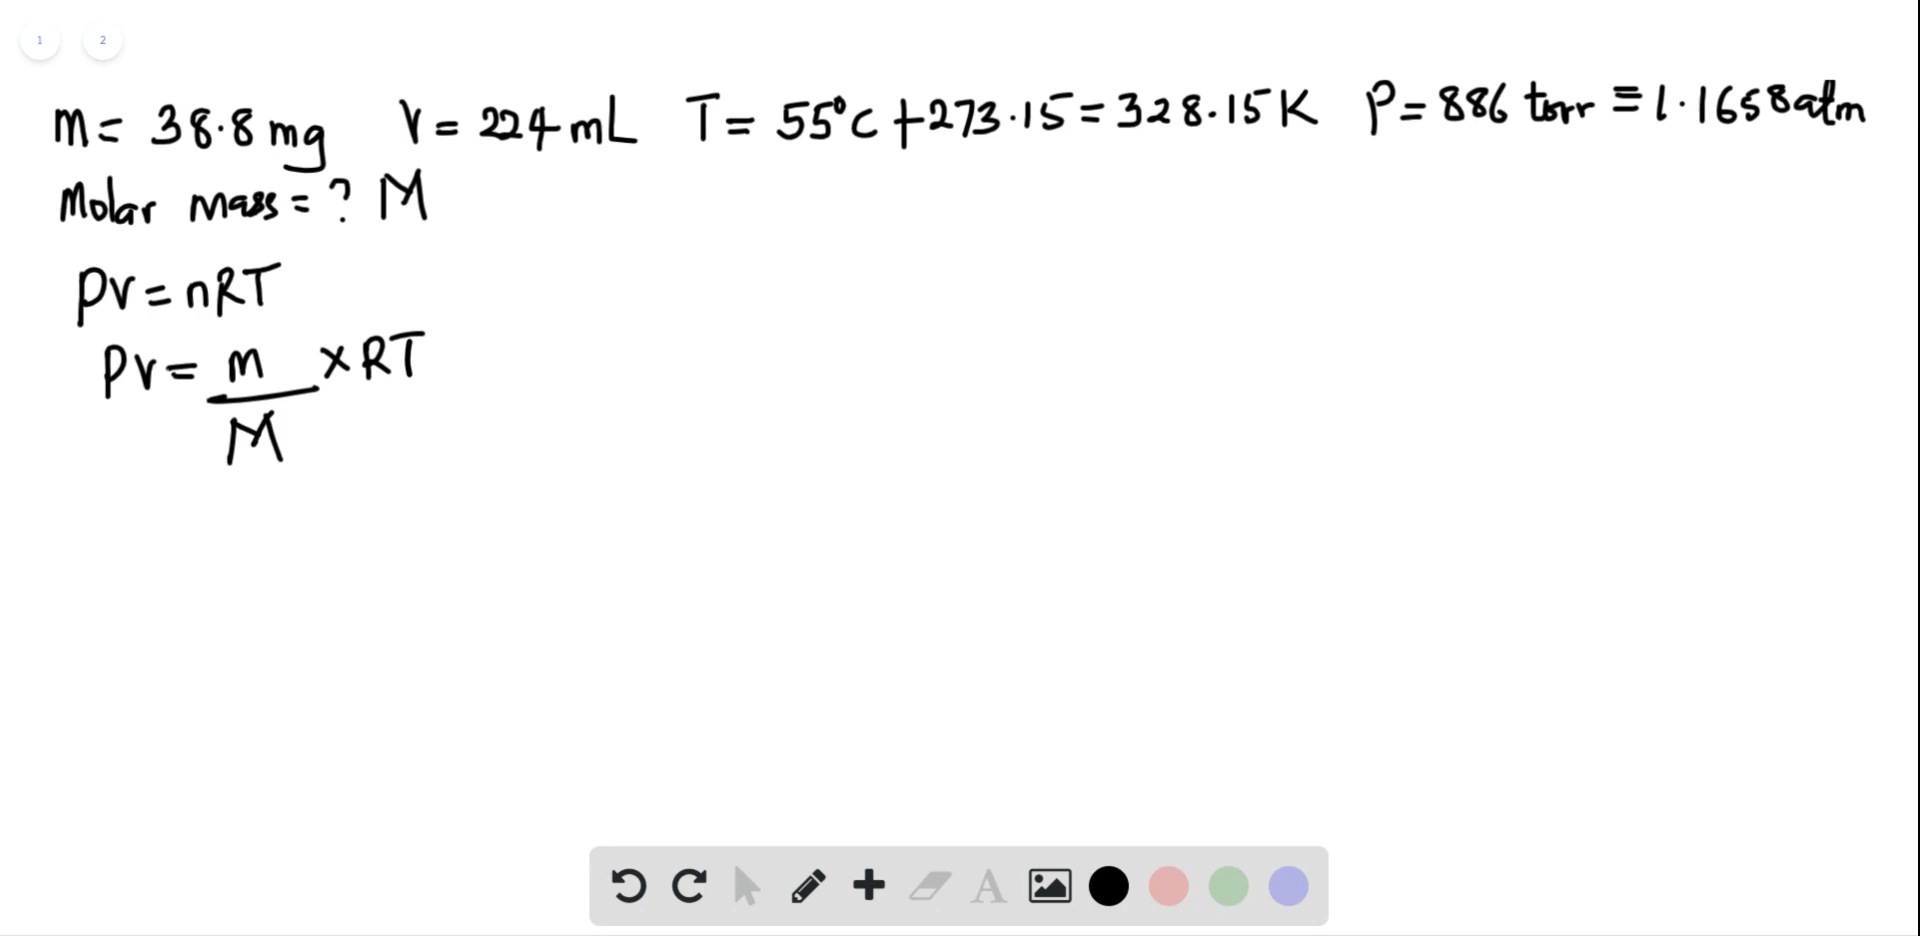 1 2
m = 38.8 mg V = 224 mL T = 55°C + 273.15 = 328.15 K P = 886 torr ≡ 1.1658 atm
Molar mass = ? M
PV = nRT
PV = m × RT
M
A